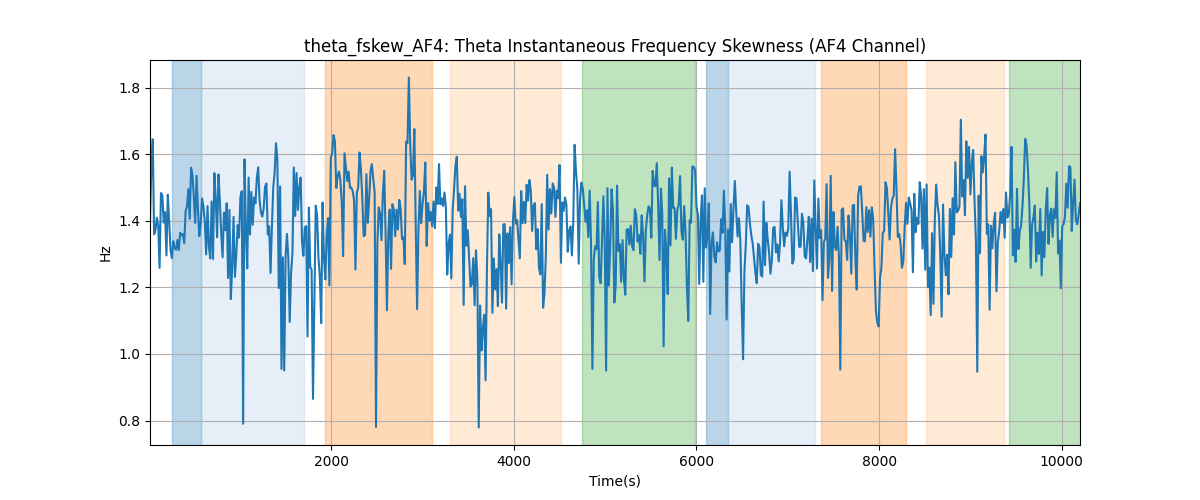 theta_fskew_AF4: Theta Instantaneous Frequency Skewness (AF4 Channel)
1.8
1.6
1.4
1.2
1.0
0.8
Hz
2000 4000 6000 8000 10000
Time(s)